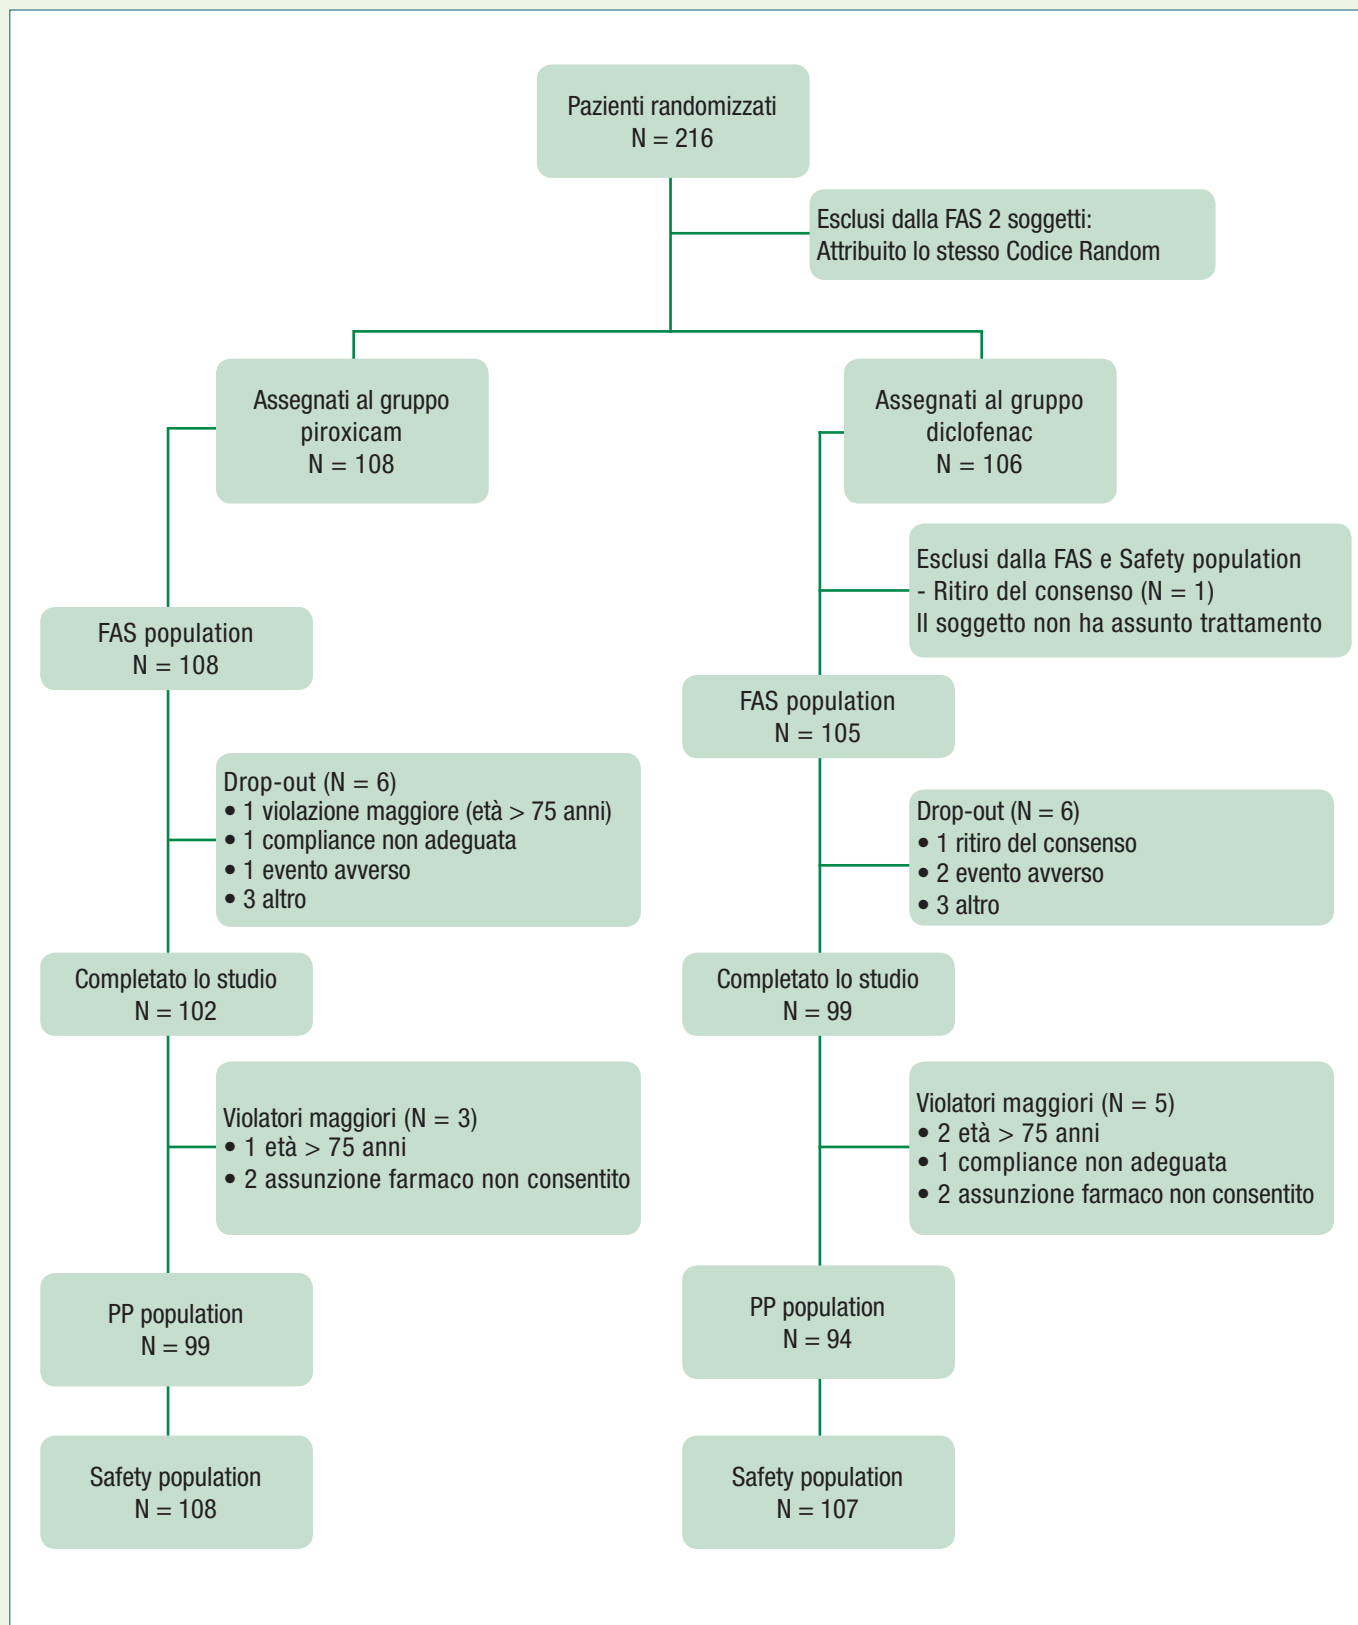 Pazienti randomizzati
N = 216
Esclusi dalla FAS 2 soggetti:
Attribuito lo stesso Codice Random
Assegnati al gruppo
piroxicam
N = 108
Assegnati al gruppo
diclofenac
N = 106
Esclusi dalla FAS e Safety population
- Ritiro del consenso (N = 1)
Il soggetto non ha assunto trattamento
FAS population
N = 108
FAS population
N = 105
Drop-out (N = 6)
• 1 violazione maggiore (età > 75 anni)
• 1 compliance non adeguata
• 1 evento avverso
• 3 altro
Drop-out (N = 6)
• 1 ritiro del consenso
• 2 evento avverso
• 3 altro
Completato lo studio
N = 102
Completato lo studio
N = 99
Violatori maggiori (N = 3)
• 1 età > 75 anni
• 2 assunzione farmaco non consentito
Violatori maggiori (N = 5)
• 2 età > 75 anni
• 1 compliance non adeguata
• 2 assunzione farmaco non consentito
PP population
N = 99
PP population
N = 94
Safety population
N = 108
Safety population
N = 107